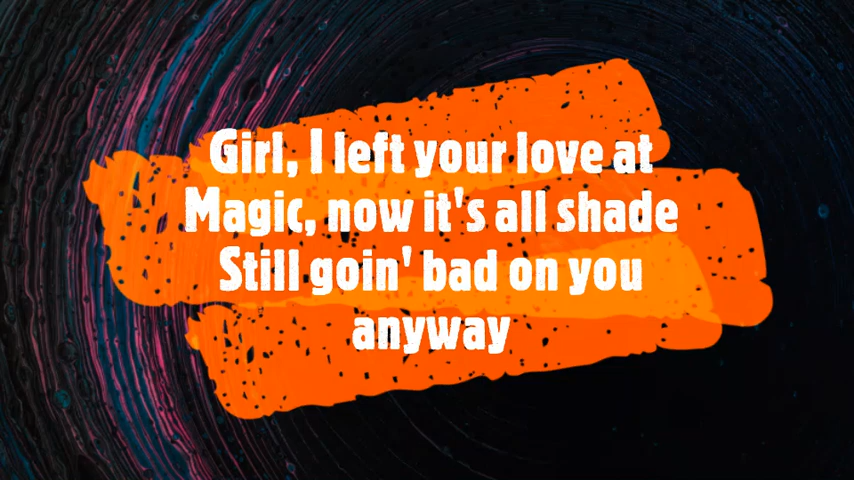 Girl, I left your love at
Magic, now it's all shade
Still goin' bad on you
anyway